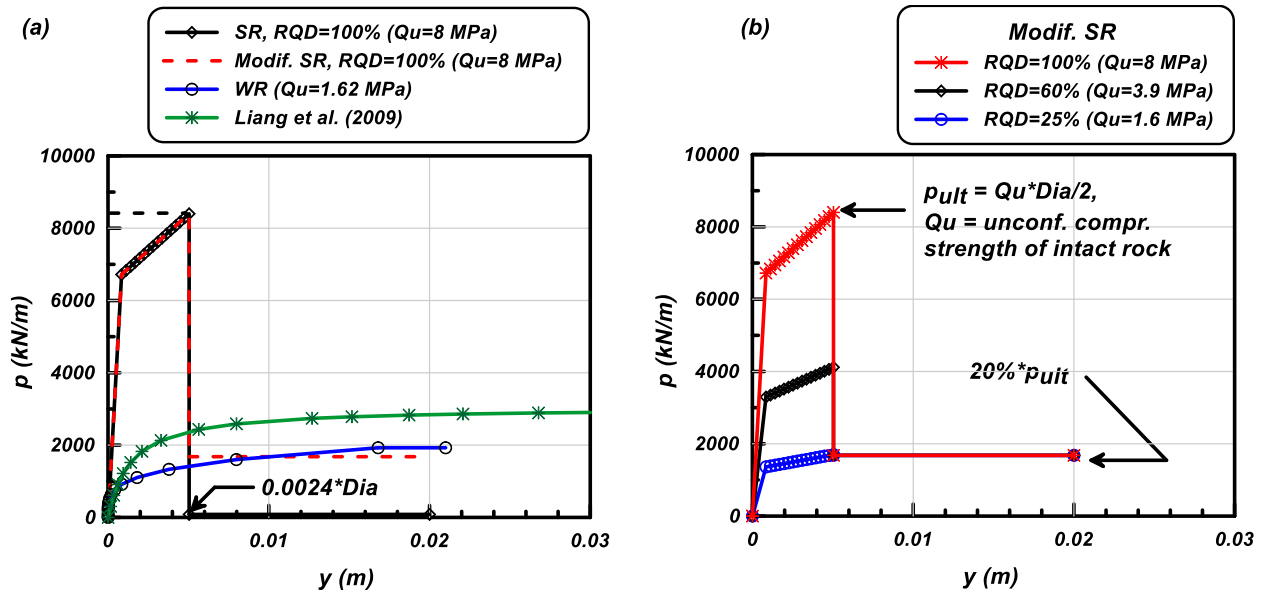 (a)
SR, RQD=100% (Qu=8 MPa)
Modif. SR, RQD=100% (Qu=8 MPa)
WR (Qu=1.62 MPa)
Liang et al. (2009)
10000
8000
6000
4000
2000
0
p (kN/m)
0.0024*Dia
0
0.01
0.02
0.03
y (m)
(b)
Modif. SR
RQD=100% (Qu=8 MPa)
RQD=60% (Qu=3.9 MPa)
RQD=25% (Qu=1.6 MPa)
10000
8000
6000
4000
2000
0
p (kN/m)
pult = Qu*Dia/2,
Qu = unconf. compr.
strength of intact rock
20%*pult
0
0.01
0.02
0.03
y (m)